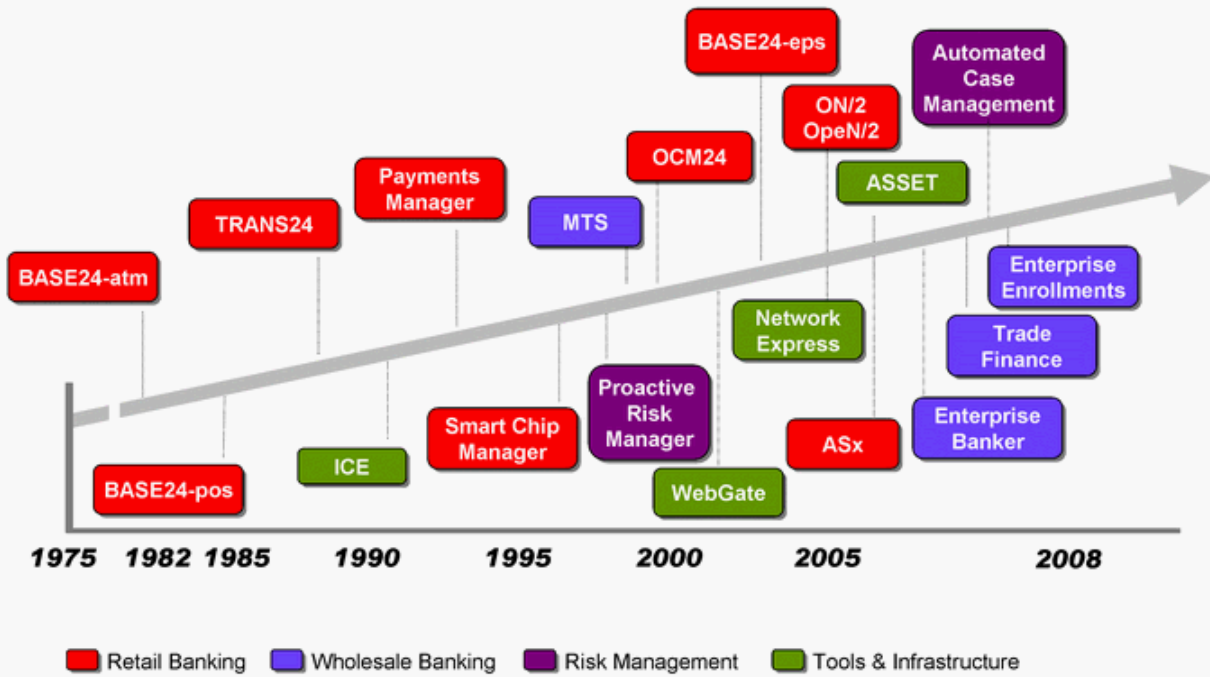 BASE24-eps
Automated
Case
Management
ON/2
OpeN/2
OCM24
Payments
Manager
ASSET
TRANS24
MTS
BASE24-atm
Enterprise
Enrollments
Network
Express
Trade
Finance
Proactive
Risk
Manager
Smart Chip
Manager
ASx
Enterprise
Banker
ICE
BASE24-pos
WebGate
1975 1982 1985 1990 1995 2000 2005 2008
Retail Banking Wholesale Banking Risk Management Tools & Infrastructure